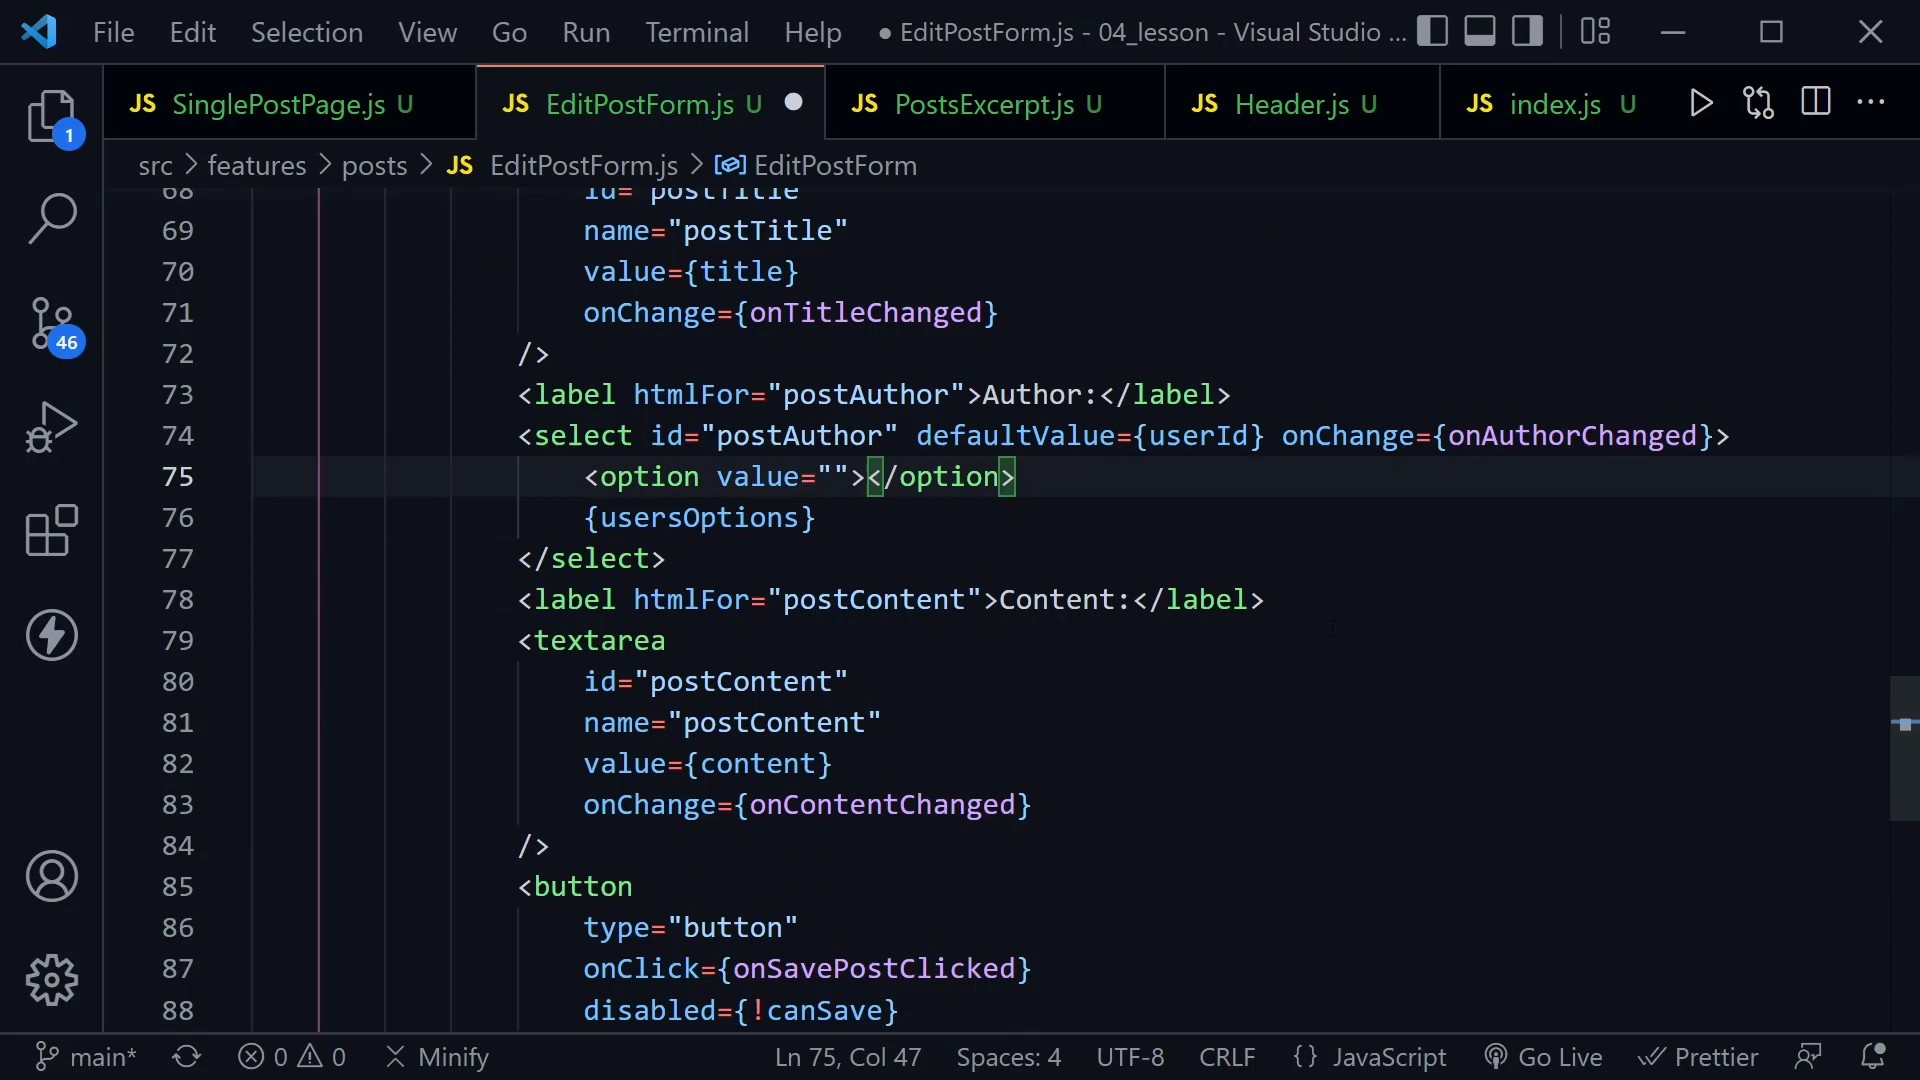 File Edit Selection View Go Run Terminal Help ● EditPostForm.js - 04_lesson - Visual Studio ...
JS SinglePostPage.js U JS EditPostForm.js U JS PostsExcerpt.js U JS Header.js U JS index.js U ...
1
src > features > posts > JS EditPostForm.js > EditPostForm
68 id="postTitle
69 name="postTitle"
70 value={title}
71 onChange={onTitleChanged}
72 />
73 <label htmlFor="postAuthor">Author:</label>
46
74 <select id="postAuthor" defaultValue={userId} onChange={onAuthorChanged}>
75 <option value=""></option>
76 {usersOptions}
77 </select>
78 <label htmlFor="postContent">Content:</label>
79 <textarea
80 id="postContent"
81 name="postContent"
82 value={content}
83 onChange={onContentChanged}
84 />
85 <button
86 type="button"
87 onClick={onSavePostClicked}
88 disabled={!canSave}
main* 0 0 Minify Ln 75, Col 47 Spaces: 4 UTF-8 CRLF {} JavaScript Go Live Prettier